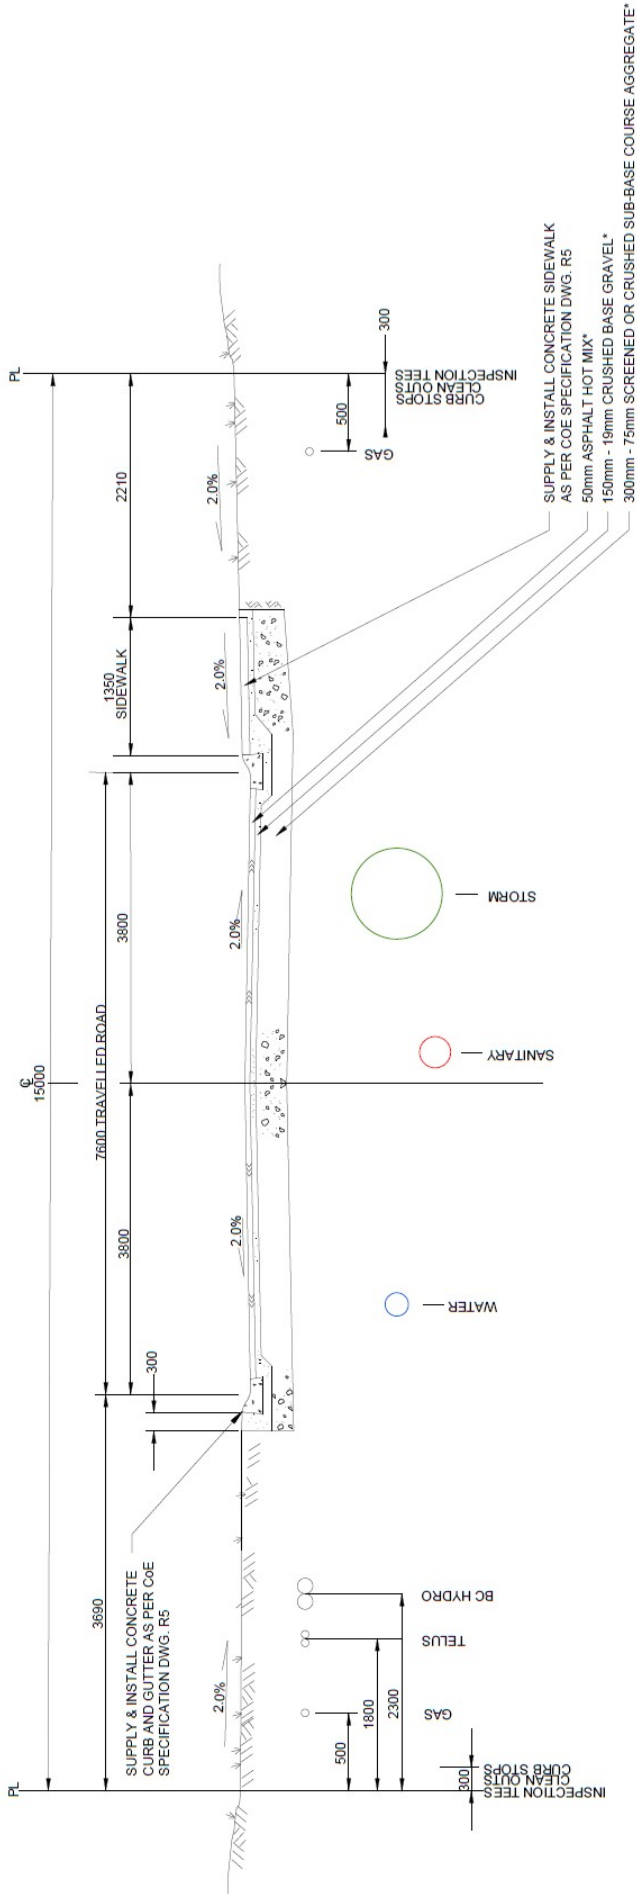 PL
℄
15000
PL
7600 TRAVELLED ROAD
3690
300
3800
3800
1350
SIDEWALK
2210
SUPPLY & INSTALL CONCRETE
CURB AND GUTTER AS PER CoE
SPECIFICATION DWG. R5
2.0%
2.0%
2.0%
2.0%
2.0%
500
1800
2300
300
INSPECTION TEES
CLEAN OUTS
CURB STOPS
GAS
TELUS
BC HYDRO
WATER
SANITARY
STORM
GAS
500
300
CURB STOPS
CLEAN OUTS
INSPECTION TEES
SUPPLY & INSTALL CONCRETE SIDEWALK
AS PER COE SPECIFICATION DWG. R5
50mm ASPHALT HOT MIX*
150mm - 19mm CRUSHED BASE GRAVEL*
300mm - 75mm SCREENED OR CRUSHED SUB-BASE COURSE AGGREGATE*